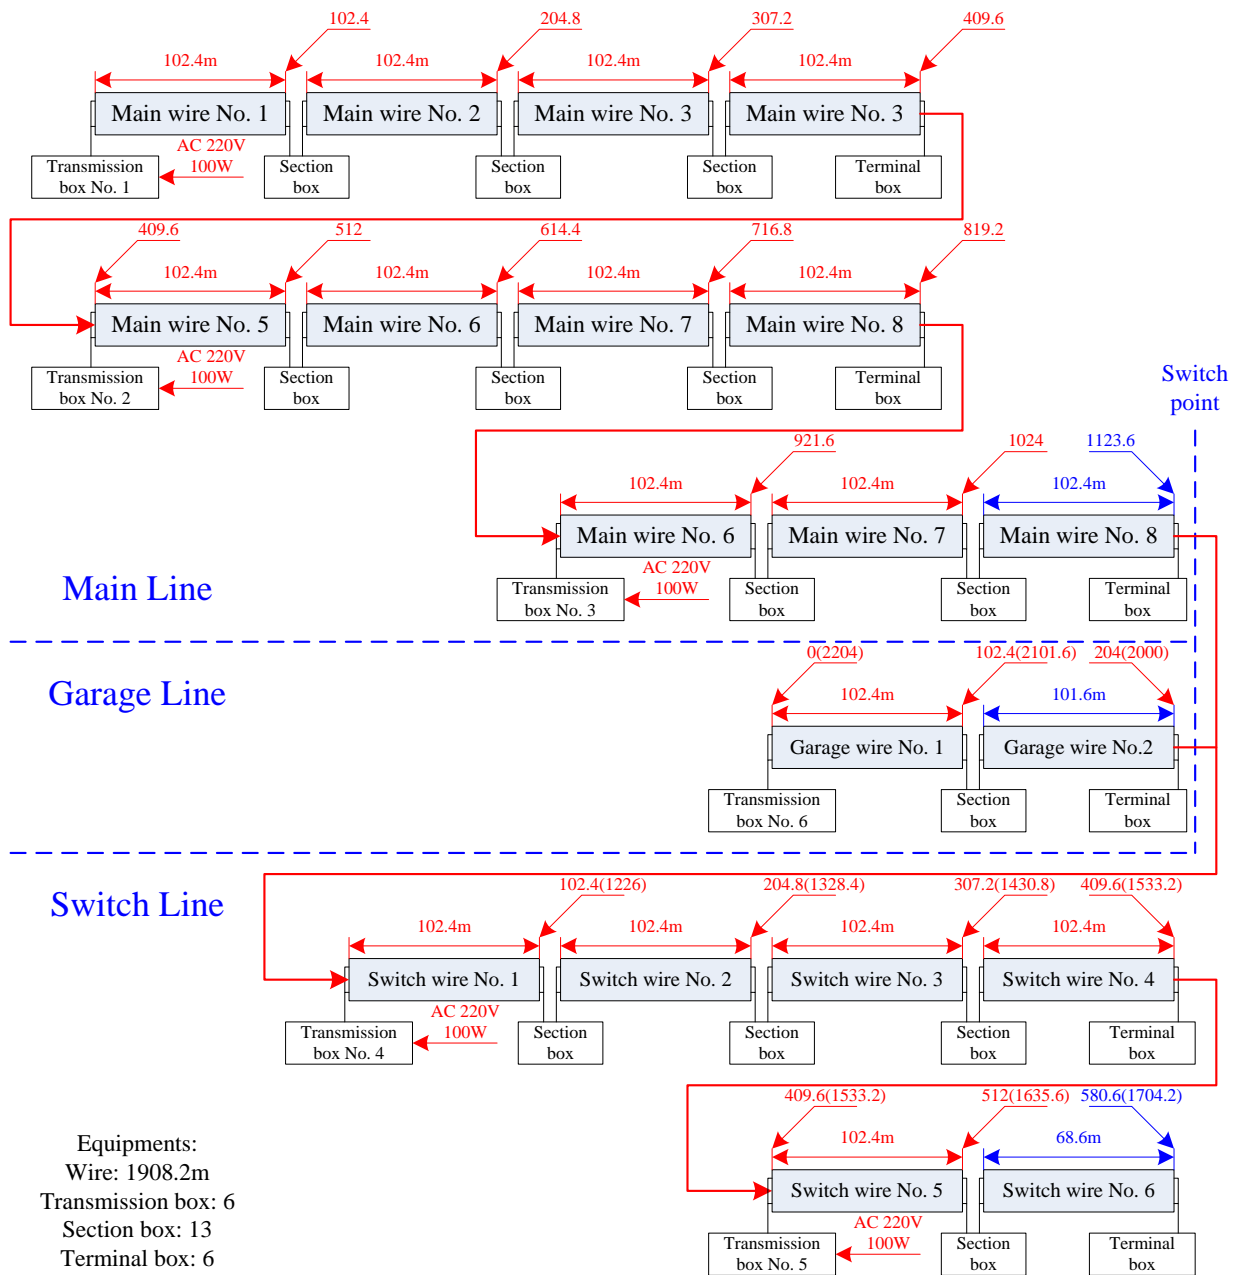 102.4
204.8
307.2
409.6
102.4m
102.4m
102.4m
102.4m
Main wire No. 1
Main wire No. 2
Main wire No. 3
Main wire No. 3
AC 220V
100W
Transmission
box No. 1
Section
box
Section
box
Section
box
Terminal
box
409.6
512
614.4
716.8
819.2
102.4m
102.4m
102.4m
102.4m
Main wire No. 5
Main wire No. 6
Main wire No. 7
Main wire No. 8
AC 220V
100W
Transmission
box No. 2
Section
box
Section
box
Section
box
Terminal
box
Switch
point
921.6
1024
1123.6
102.4m
102.4m
102.4m
Main wire No. 6
Main wire No. 7
Main wire No. 8
AC 220V
100W
Transmission
box No. 3
Section
box
Section
box
Terminal
box
Main Line
Garage Line
0(2204)
102.4(2101.6)
204(2000)
102.4m
101.6m
Garage wire No. 1
Garage wire No.2
Transmission
box No. 6
Section
box
Terminal
box
Switch Line
102.4(1226)
204.8(1328.4)
307.2(1430.8)
409.6(1533.2)
102.4m
102.4m
102.4m
102.4m
Switch wire No. 1
Switch wire No. 2
Switch wire No. 3
Switch wire No. 4
AC 220V
100W
Transmission
box No. 4
Section
box
Section
box
Section
box
Terminal
box
409.6(1533.2)
512(1635.6)
580.6(1704.2)
102.4m
68.6m
Switch wire No. 5
Switch wire No. 6
AC 220V
100W
Transmission
box No. 5
Section
box
Terminal
box
Equipments:
Wire: 1908.2m
Transmission box: 6
Section box: 13
Terminal box: 6